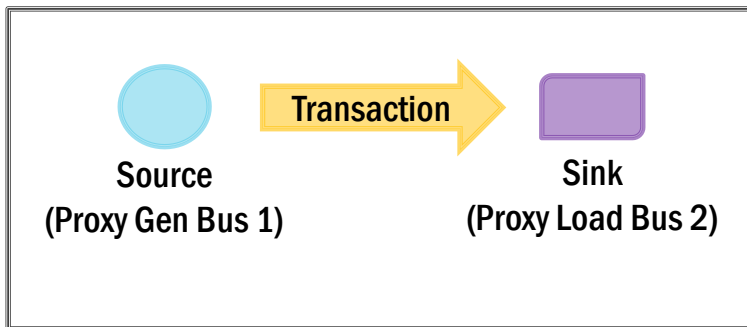 Transaction
Source
(Proxy Gen Bus 1)
Sink
(Proxy Load Bus 2)